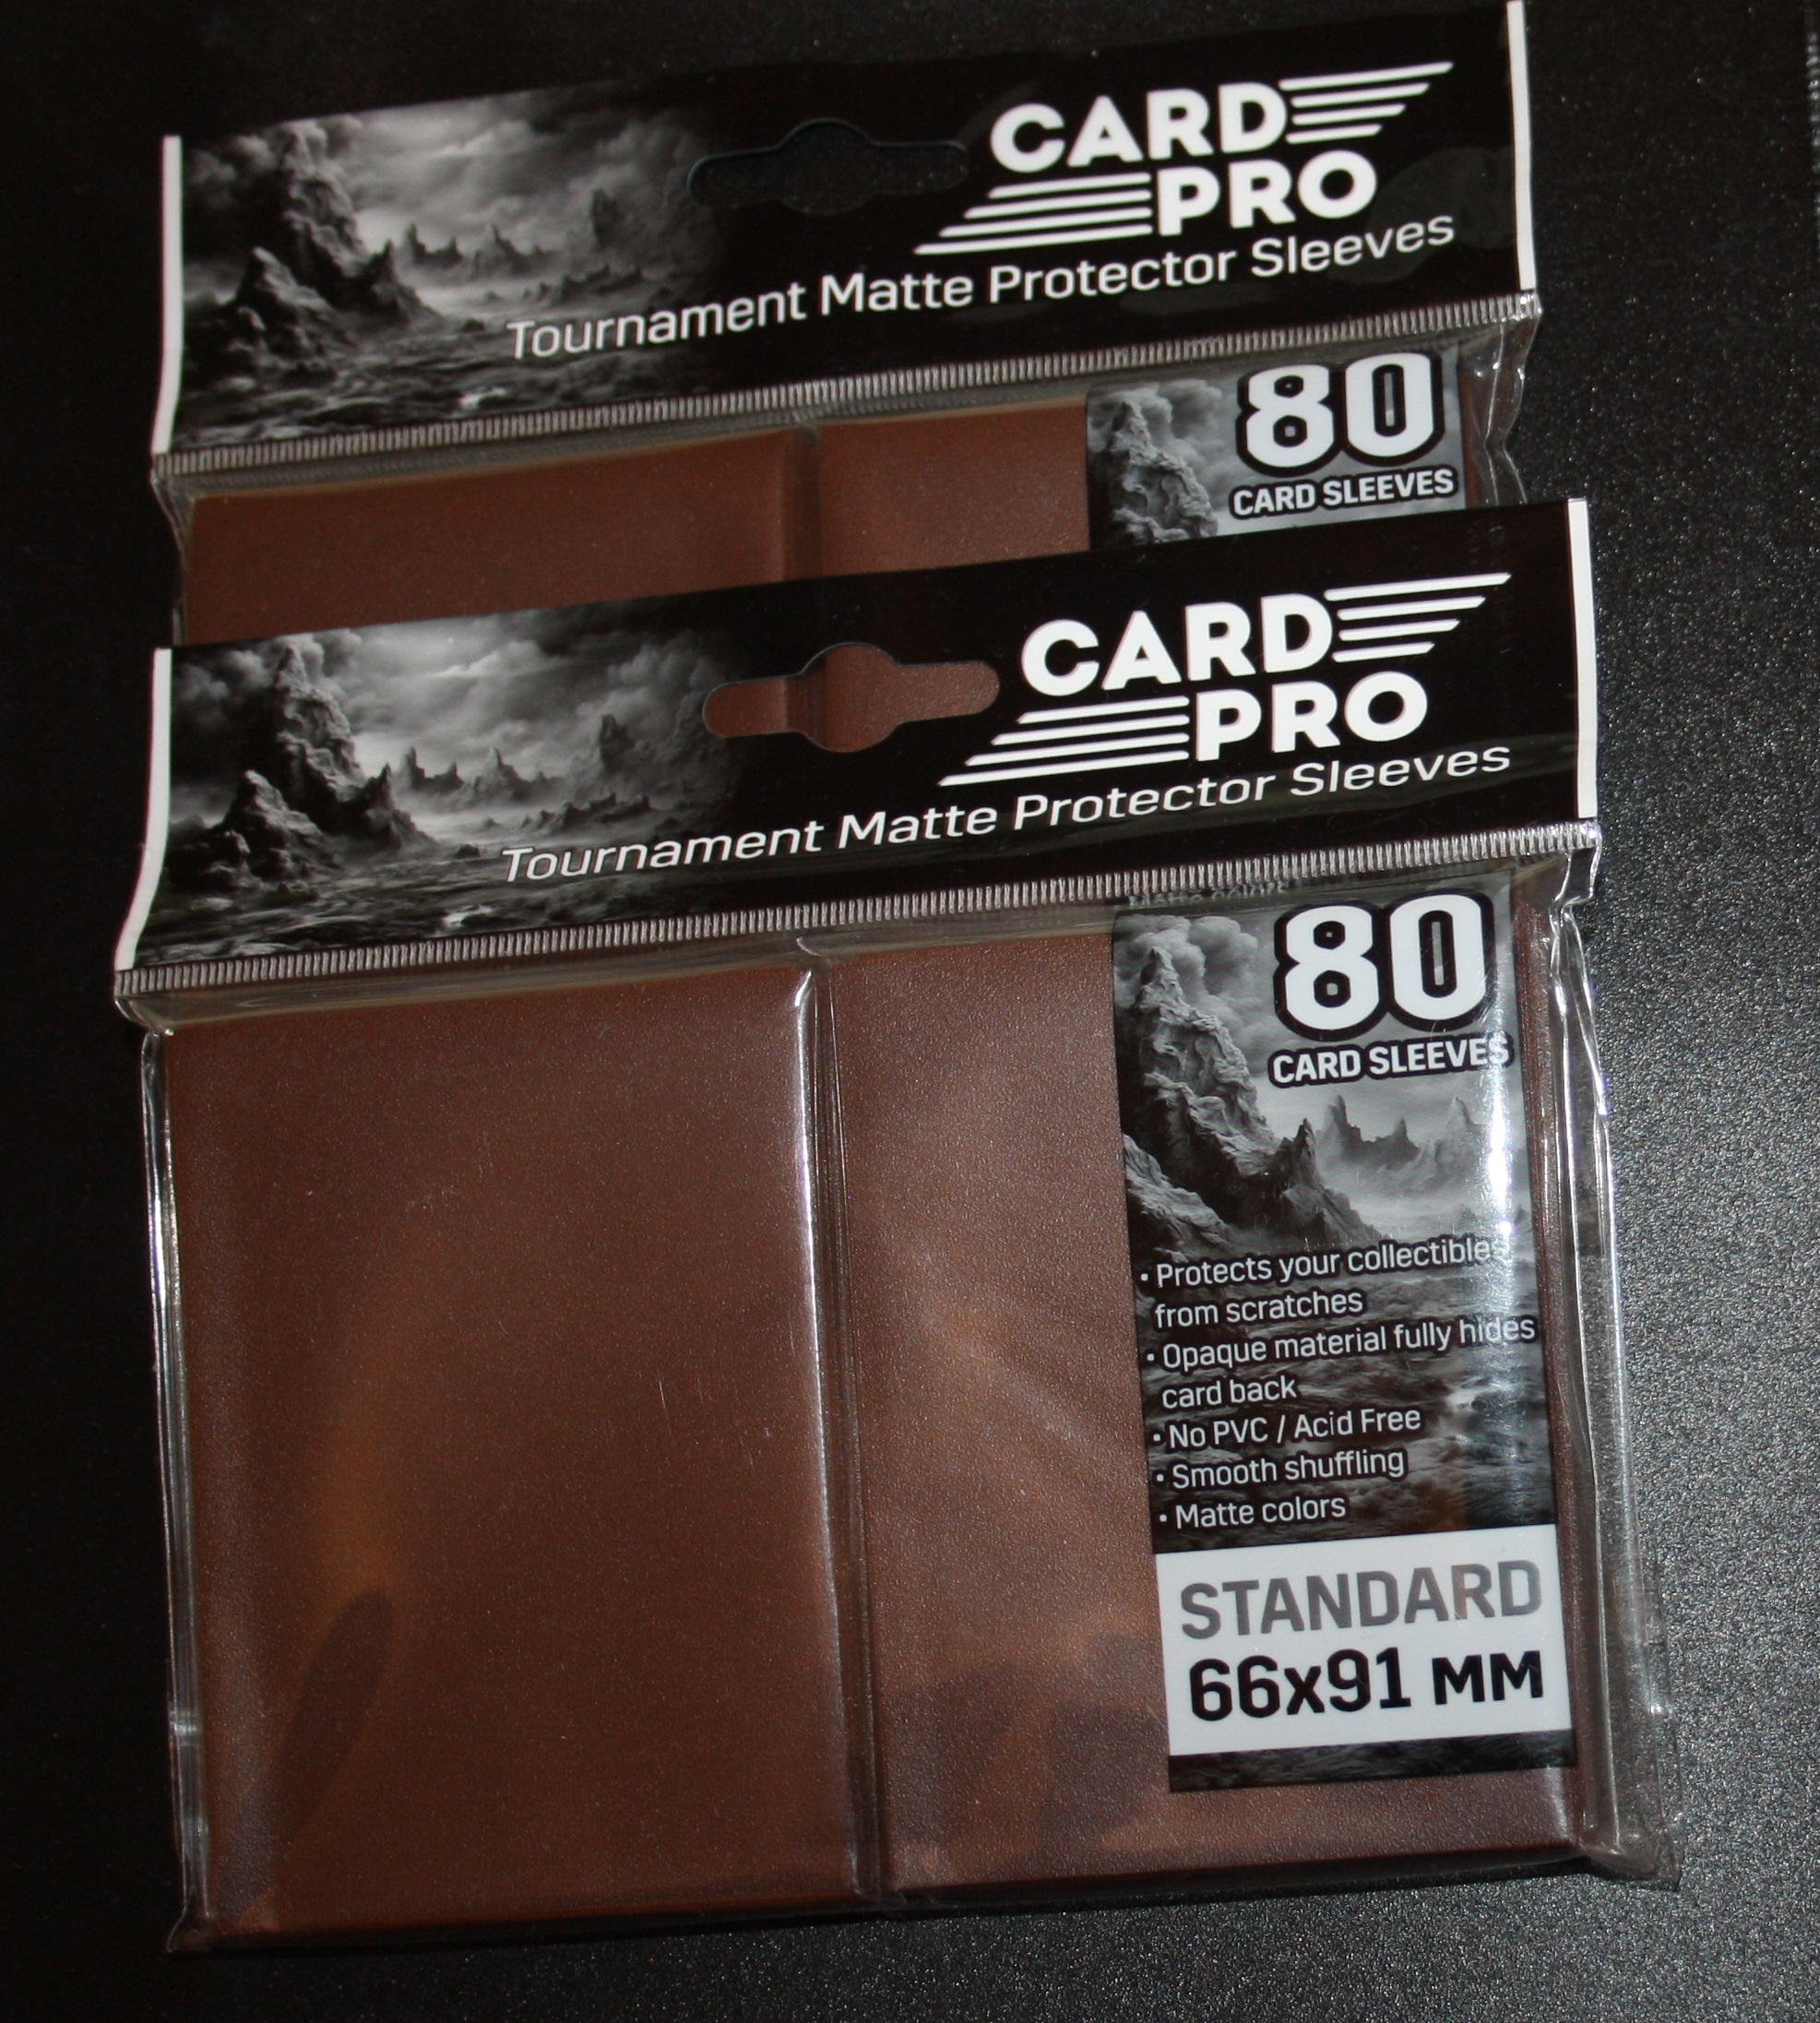 CARD
PRO
Tournament Matte Protector Sleeves
80
CARD SLEEVES
CARD
PRO
Tournament Matte Protector Sleeves
80
CARD SLEEVES
• Protects your collectibles
from scratches
• Opaque material fully hides
card back
• No PVC / Acid Free
• Smooth shuffling
• Matte colors
STANDARD
66x91 MM